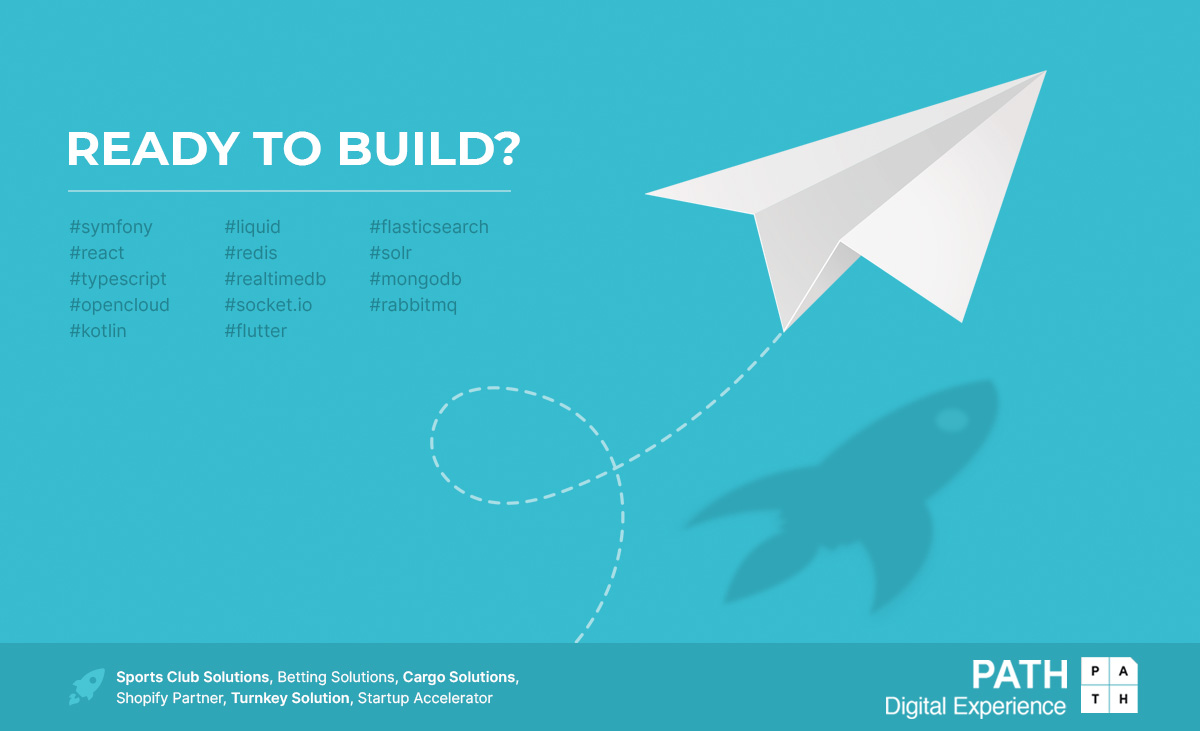 READY TO BUILD?
#symfony
#react
#typescript
#opencloud
#kotlin
#liquid
#redis
#realtimedb
#socket.io
#flutter
#flasticsearch
#solr
#mongodb
#rabbitmq
Sports Club Solutions, Betting Solutions, Cargo Solutions,
Shopify Partner, Turnkey Solution, Startup Accelerator
PATH
Digital Experience
P A
T H